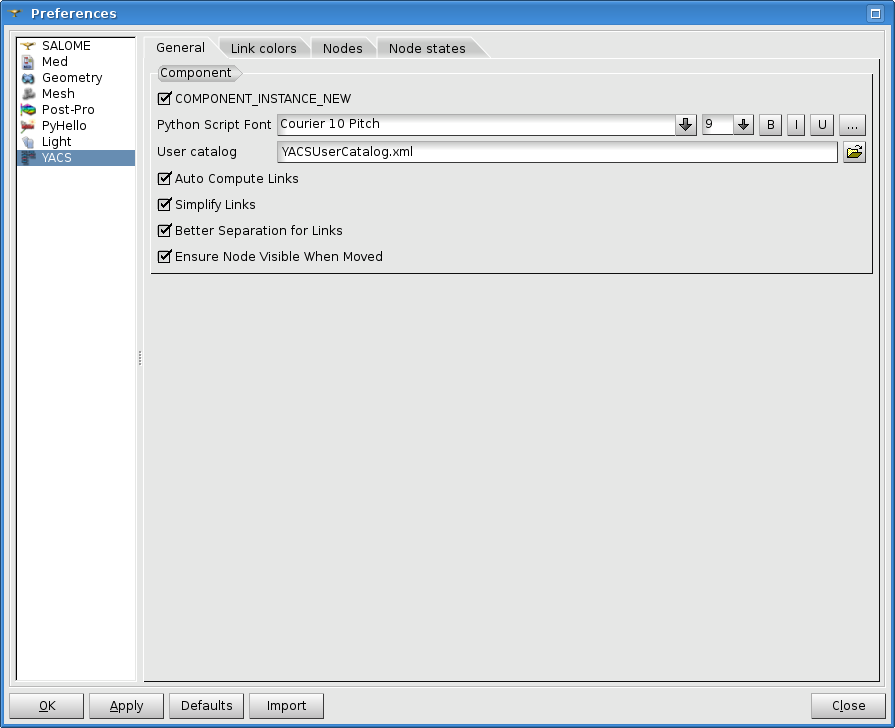 Preferences
SALOME
Med
Geometry
Mesh
Post-Pro
PyHello
Light
YACS
General Link colors Nodes Node states
Component
COMPONENT_INSTANCE_NEW
Python Script Font Courier 10 Pitch 9 B I U ...
User catalog YACSUserCatalog.xml
Auto Compute Links
Simplify Links
Better Separation for Links
Ensure Node Visible When Moved
OK Apply Defaults Import Close